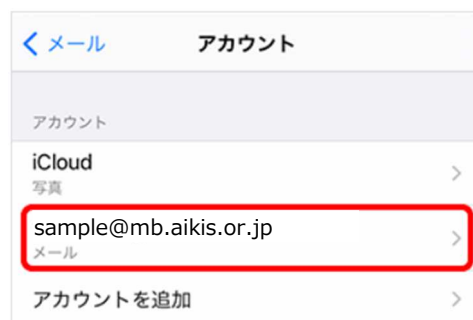 メール
アカウント
アカウント
iCloud
写真
sample@mb.aikis.or.jp
メール
アカウントを追加